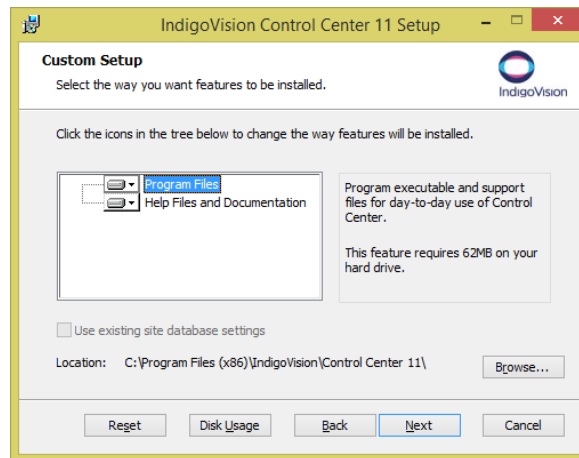 IndigoVision Control Center 11 Setup
Custom Setup
Select the way you want features to be installed.
IndigoVision
Click the icons in the tree below to change the way features will be installed.
Program Files
Help Files and Documentation
Program executable and support
files for day-to-day use of Control
Center.
This feature requires 62MB on your
hard drive.
Use existing site database settings
Location: C:\Program Files (x86)\IndigoVision\Control Center 11\
Browse...
Reset Disk Usage Back Next Cancel